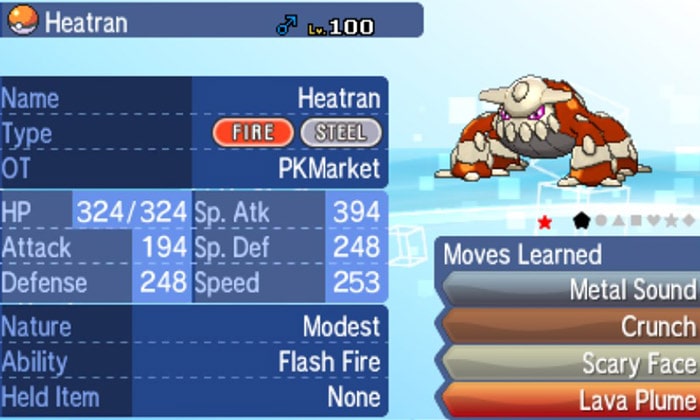 Heatran ♂ Lv.100
Name Heatran
Type FIRE STEEL
OT PKMarket
HP 324/324 Sp. Atk 394
Attack 194 Sp. Def 248
Defense 248 Speed 253
Nature Modest
Ability Flash Fire
Held Item None
Moves Learned
Metal Sound
Crunch
Scary Face
Lava Plume